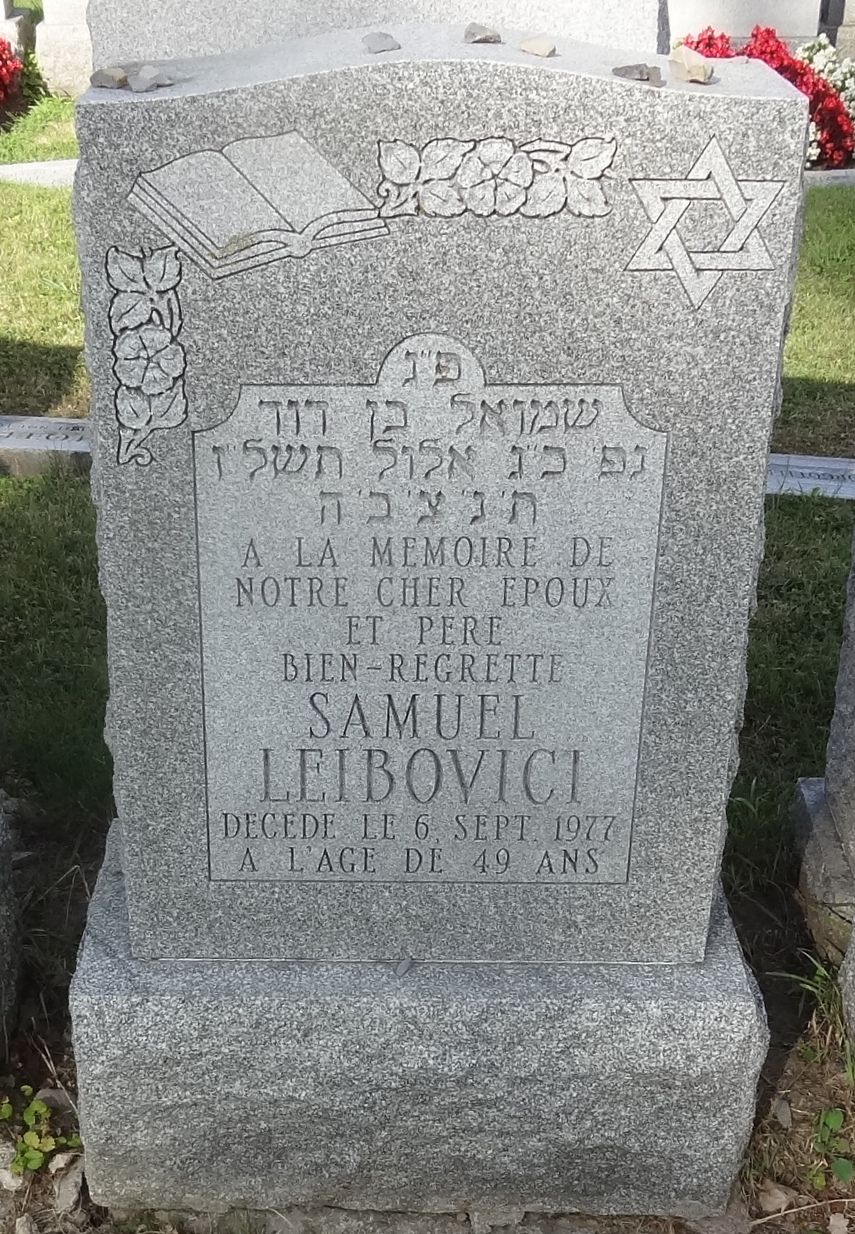 פ״נ
שמואל בן דוד
נפ׳ כ״ג אלול תשל״ז
ת׳ נ׳ צ׳ ב׳ ה
A LA MEMOIRE DE
NOTRE CHER EPOUX
ET PERE
BIEN-REGRETTE
SAMUEL
LEIBOVICI
DECEDE LE 6, SEPT. 1977
A L'AGE DE 49 ANS